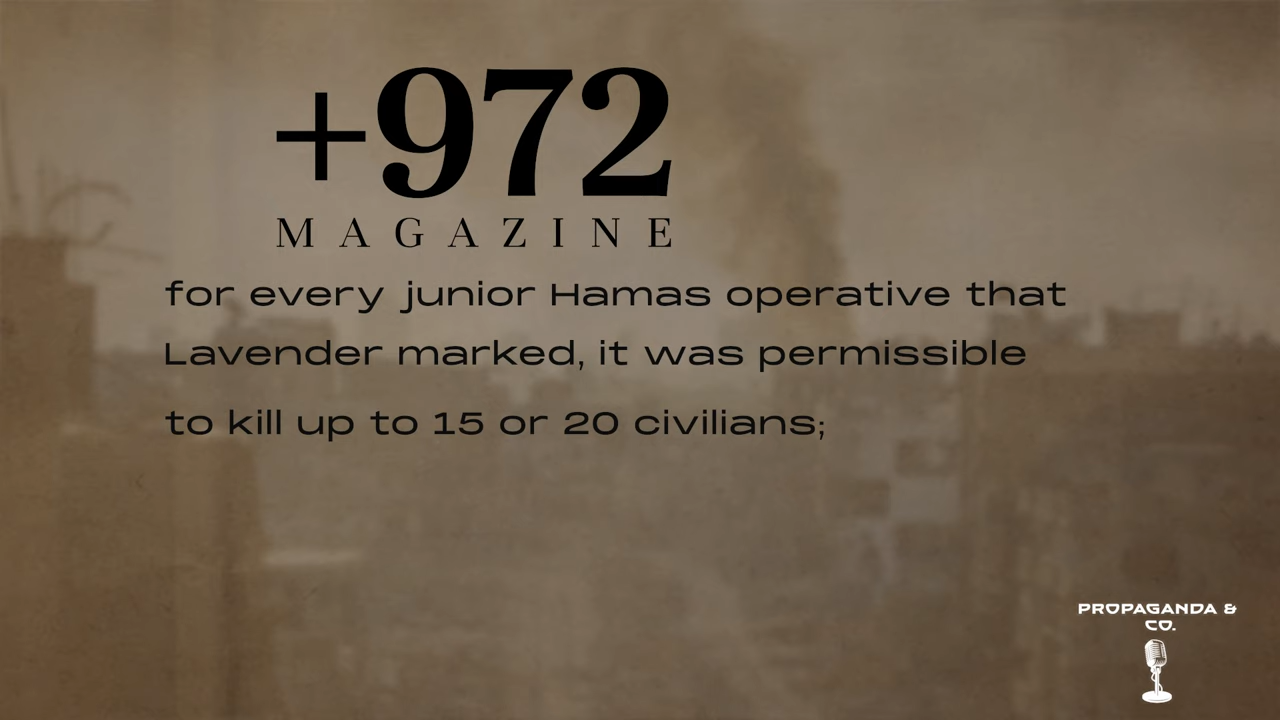 +972
MAGAZINE
for every junior Hamas operative that
Lavender marked, it was permissible
to kill up to 15 or 20 civilians;
PROPAGANDA &
CO.